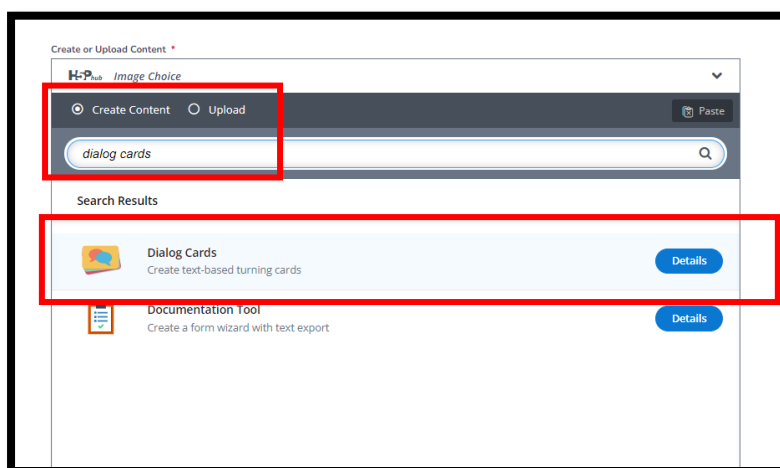 Create or Upload Content *
H5P hub Image Choice
Create Content Upload Paste
dialog cards
Search Results
Dialog Cards
Create text-based turning cards
Details
Documentation Tool
Create a form wizard with text export
Details